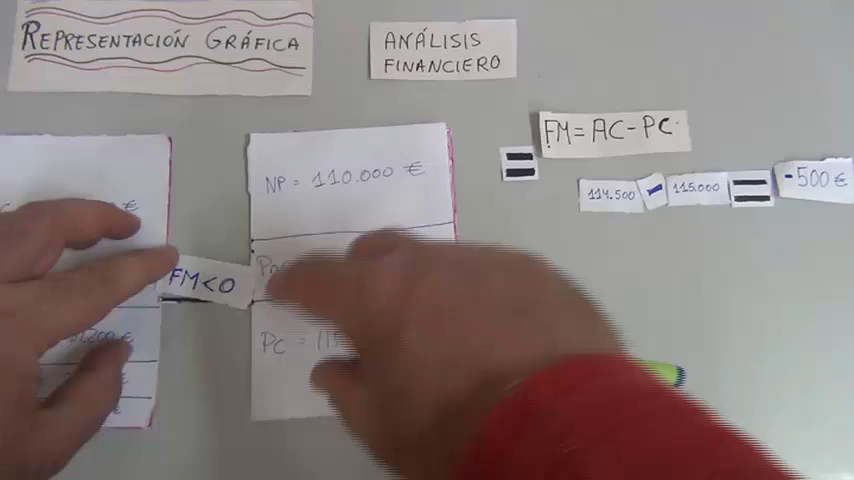 REPRESENTACIÓN GRÁFICA
ANÁLISIS
FINANCIERO
FM = AC - PC
=
114.500 - 115.000 = -500 €
NP = 110.000 €
€
FM < 0
PC =